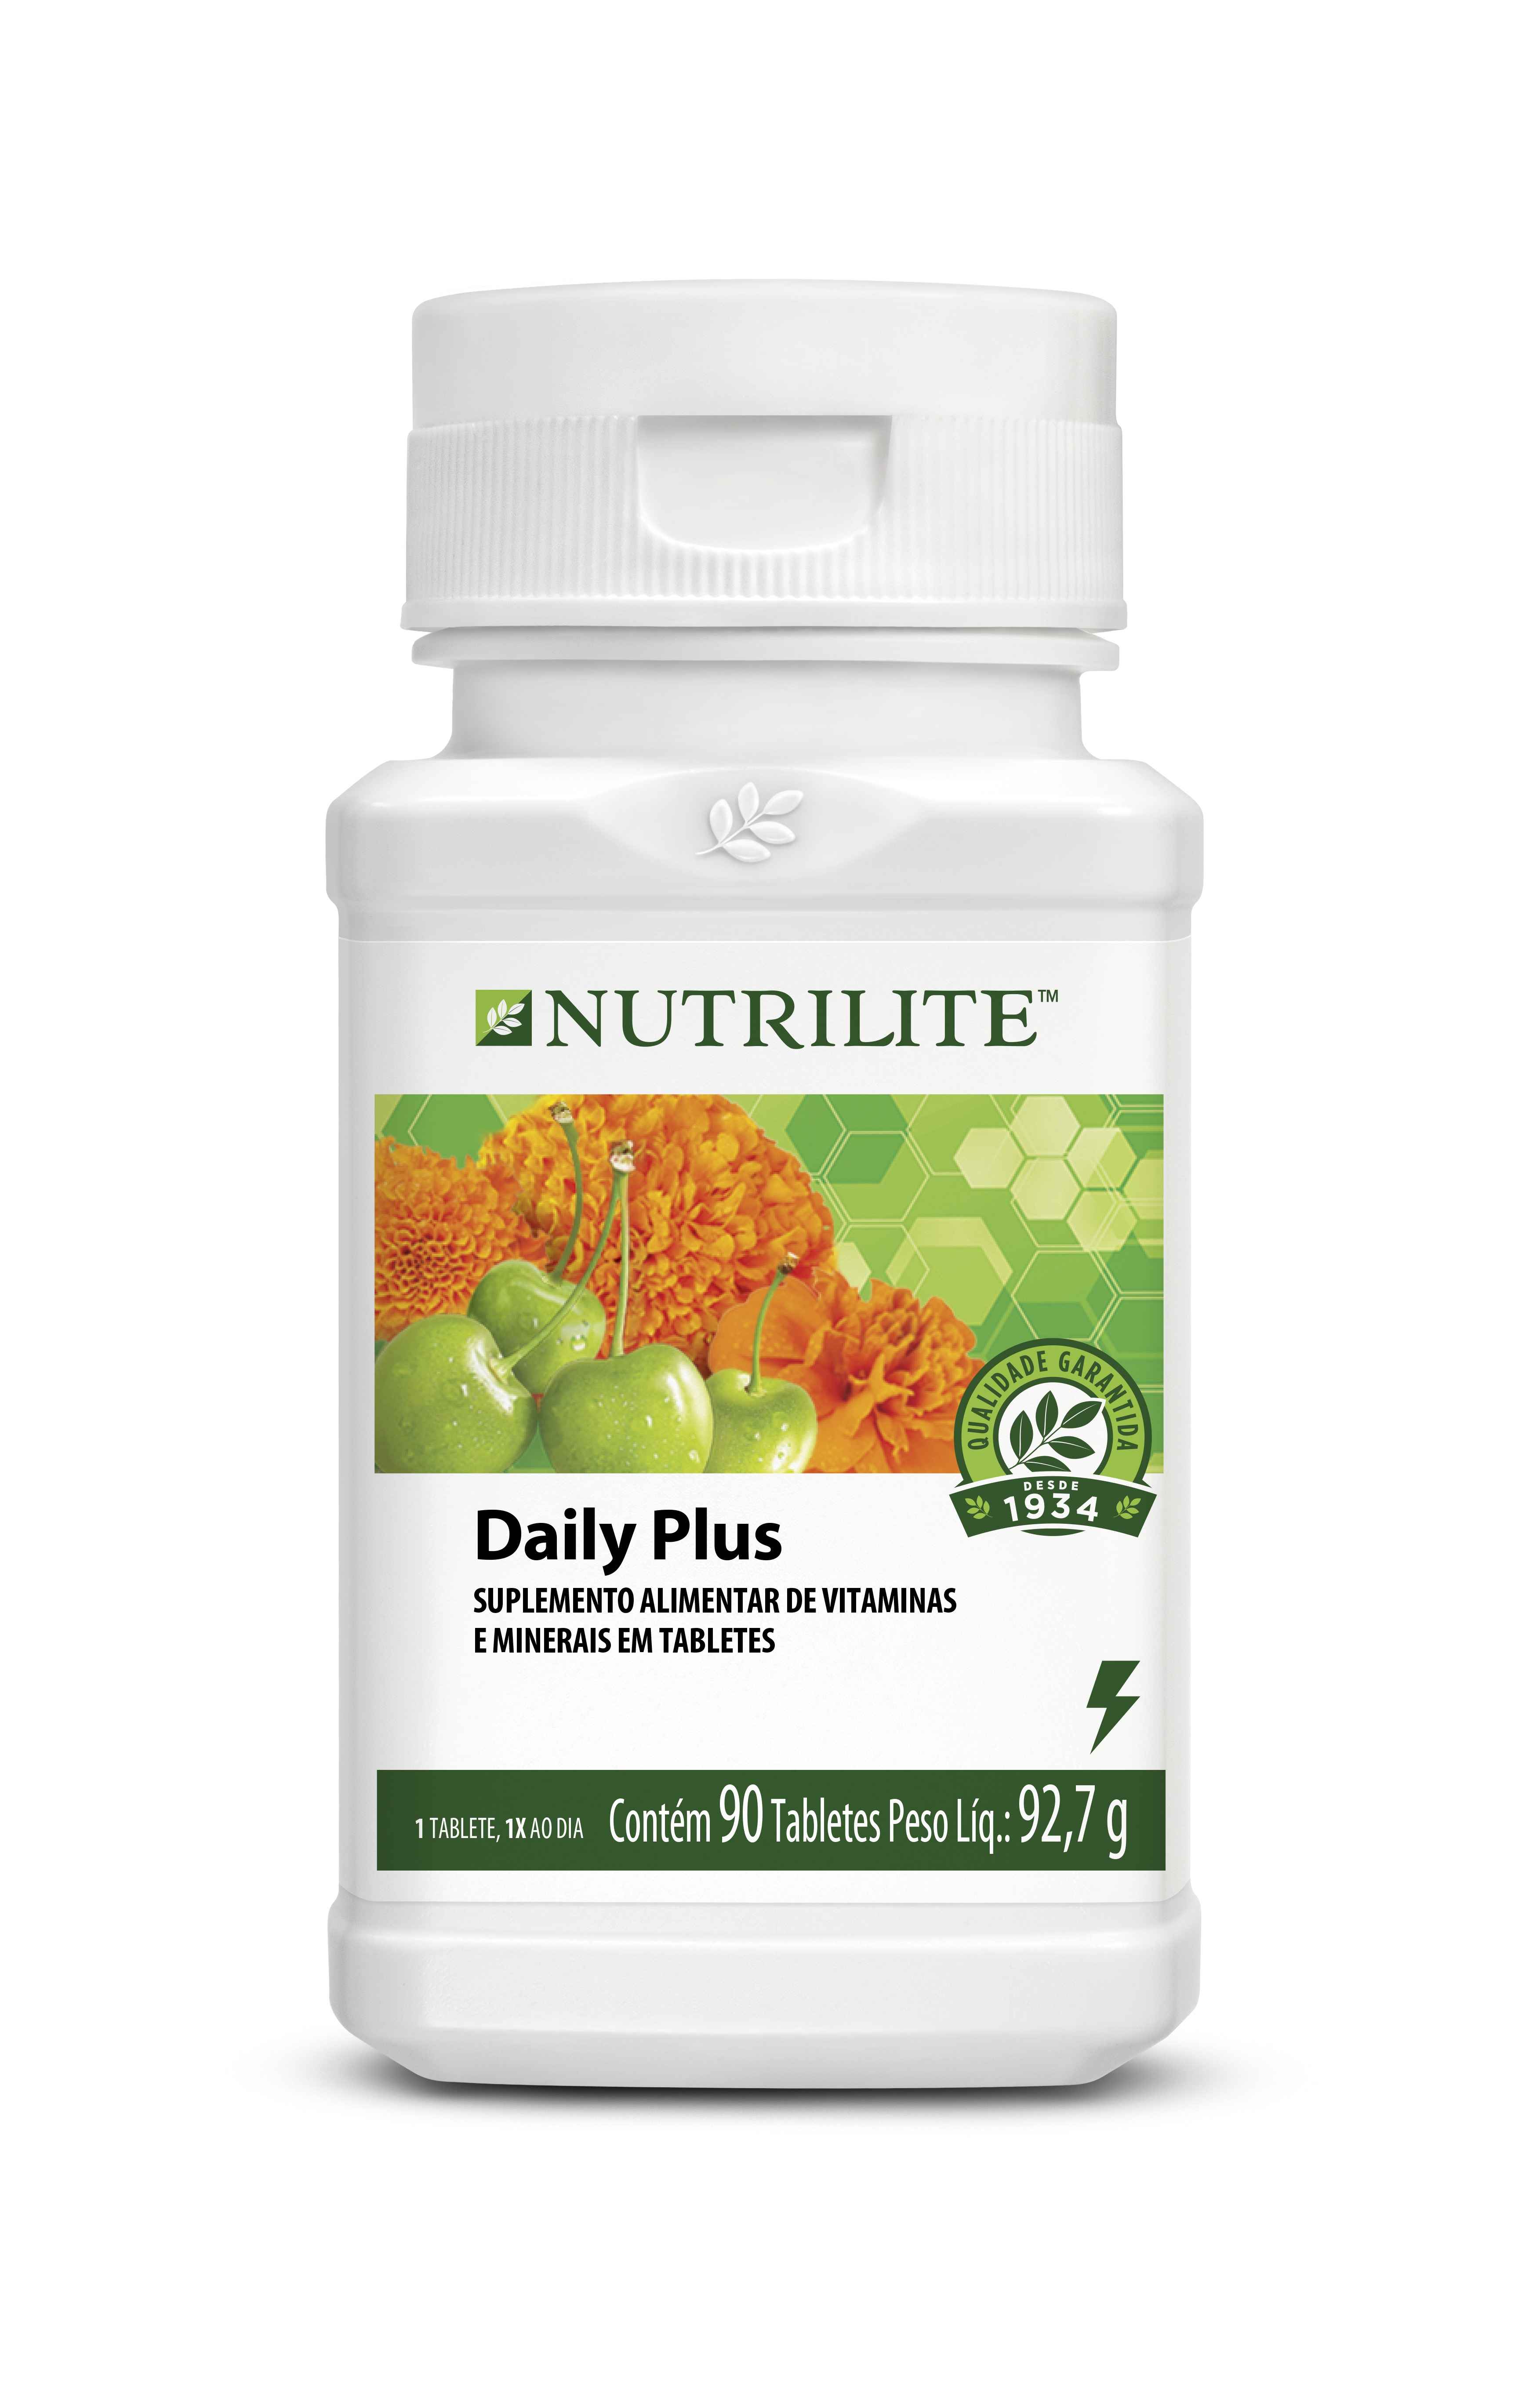 NUTRILITE™
QUALIDADE GARANTIDA
DESDE
1934
Daily Plus
SUPLEMENTO ALIMENTAR DE VITAMINAS
E MINERAIS EM TABLETES
1 TABLETE, 1X AO DIA Contém 90 Tabletes Peso Líq.: 92,7 g